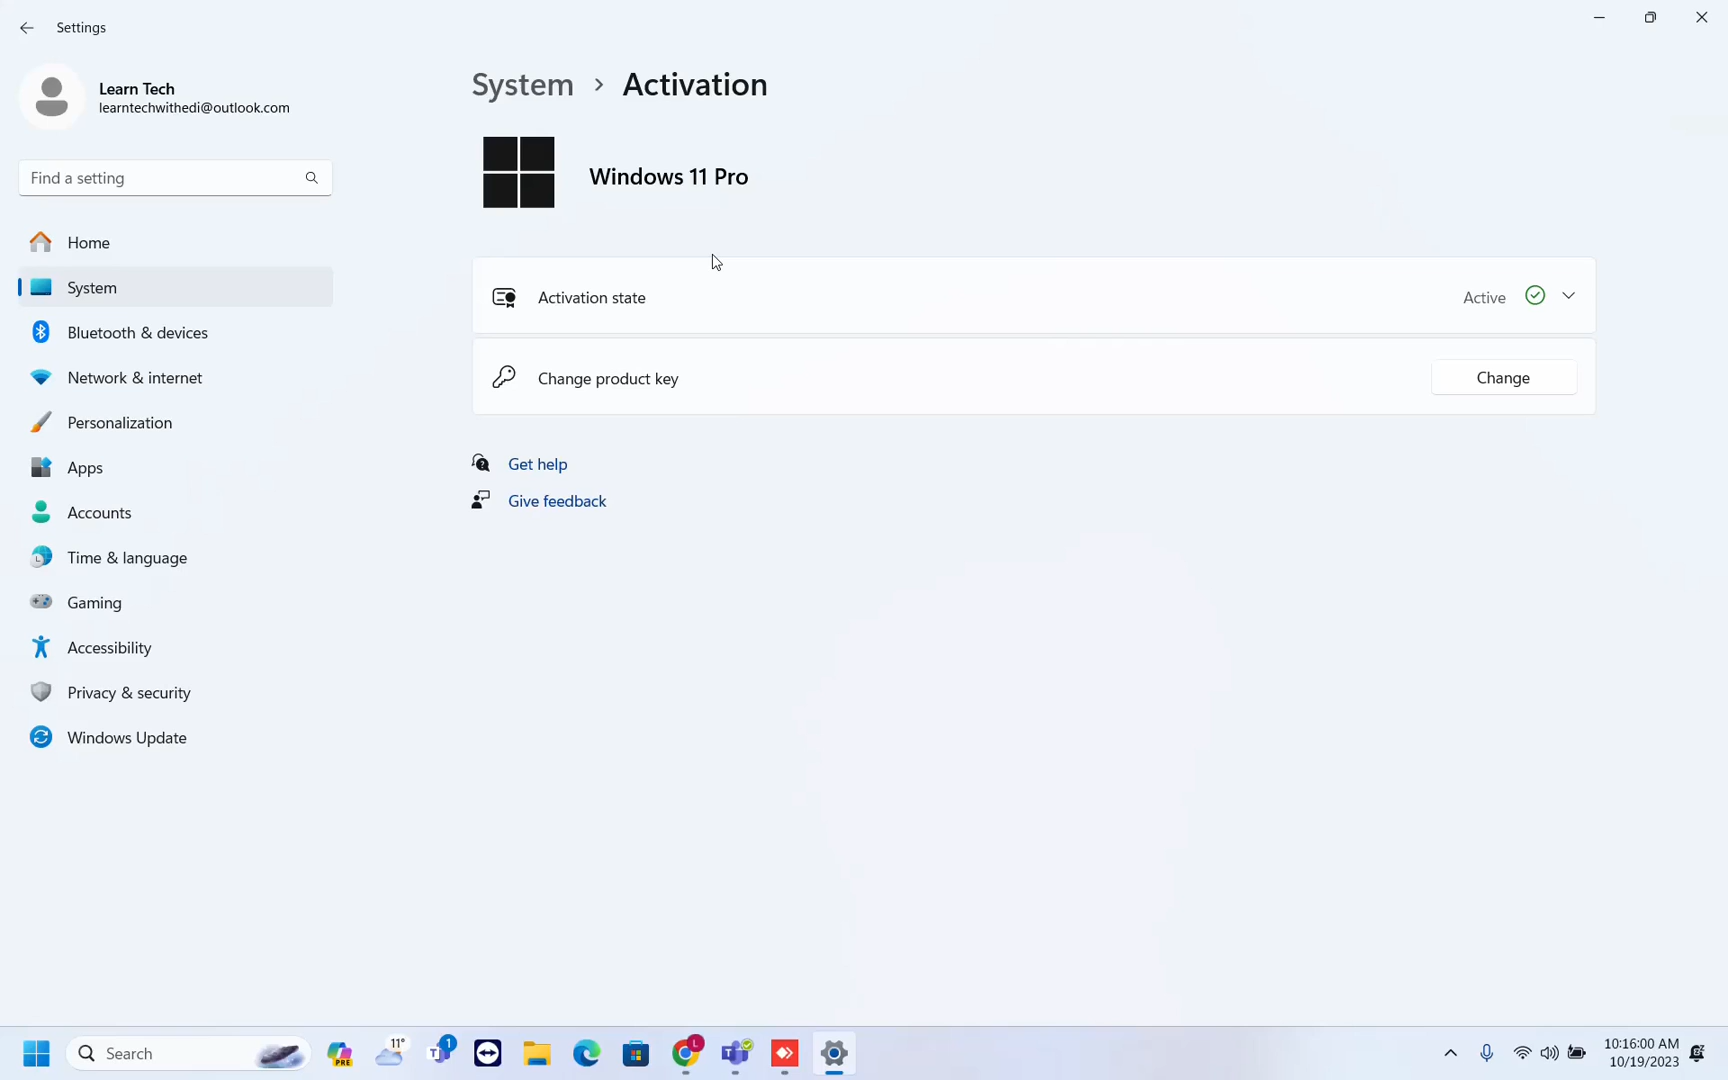 Settings
Learn Tech
learntechwithedi@outlook.com
Find a setting
Home
System
Bluetooth & devices
Network & internet
Personalization
Apps
Accounts
Time & language
Gaming
Accessibility
Privacy & security
Windows Update
System > Activation
Windows 11 Pro
Activation state
Active
Change product key
Change
Get help
Give feedback
Search
PRE
11°
1
L
10:16:00 AM
10/19/2023